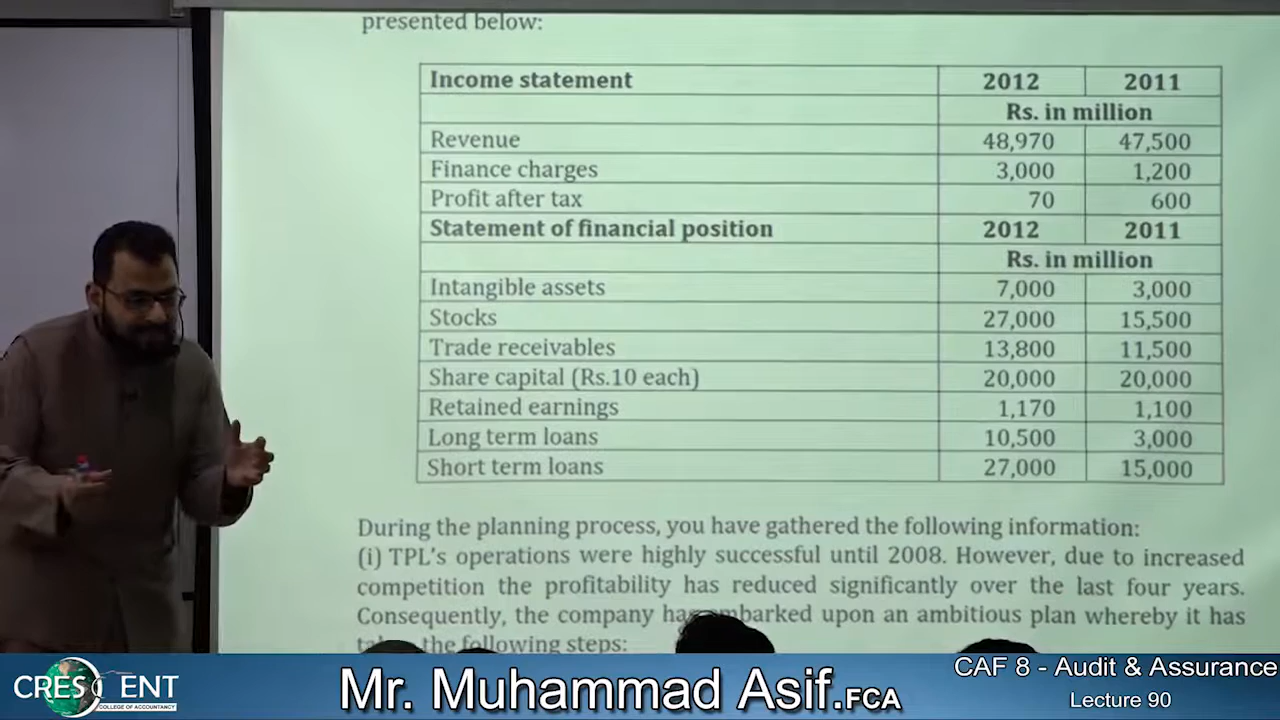 presented below:
Income statement 2012 2011
Rs. in million
Revenue 48,970 47,500
Finance charges 3,000 1,200
Profit after tax 70 600
Statement of financial position 2012 2011
Rs. in million
Intangible assets 7,000 3,000
Stocks 27,000 15,500
Trade receivables 13,800 11,500
Share capital (Rs.10 each) 20,000 20,000
Retained earnings 1,170 1,100
Long term loans 10,500 3,000
Short term loans 27,000 15,000
During the planning process, you have gathered the following information:
(i) TPL's operations were highly successful until 2008. However, due to increased
competition the profitability has reduced significantly over the last four years.
Consequently, the company has embarked upon an ambitious plan whereby it has
the following steps:
CRESCENT
COLLEGE OF ACCOUNTANCY
Mr. Muhammad Asif.FCA
CAF 8 - Audit & Assurance
Lecture 90